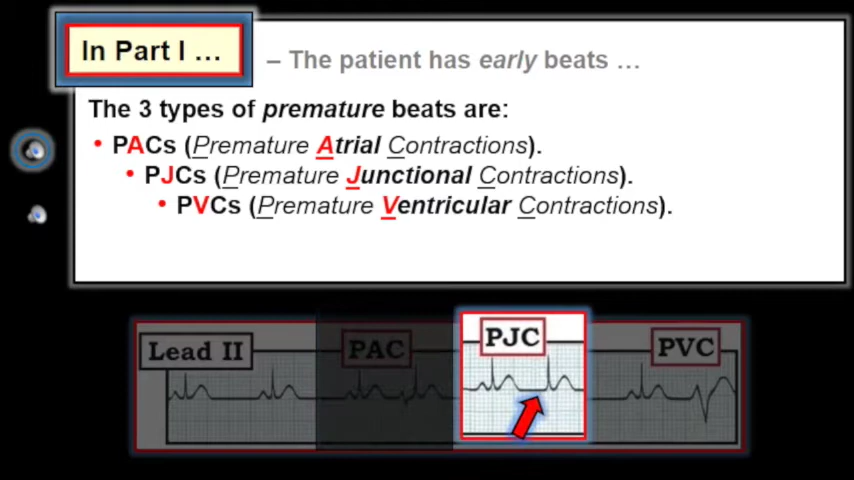 In Part I …
– The patient has early beats …
The 3 types of premature beats are:
• PACs (Premature Atrial Contractions).
• PJCs (Premature Junctional Contractions).
• PVCs (Premature Ventricular Contractions).
Lead II
PAC
PJC
PVC